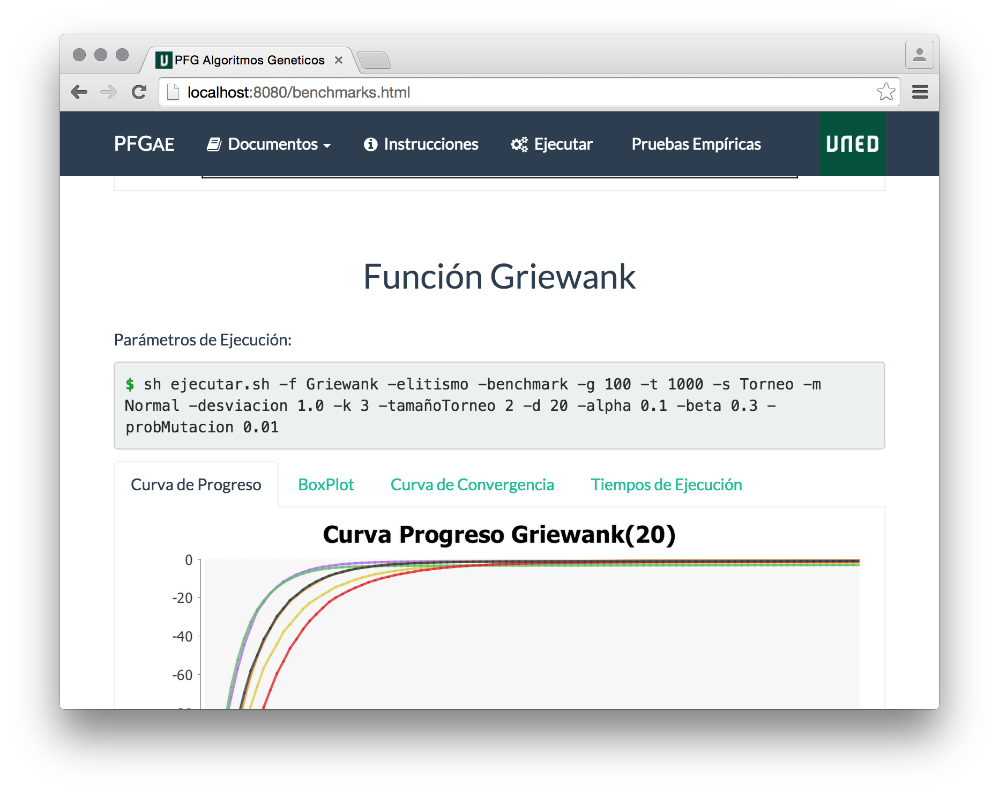 PFG Algoritmos Geneticos
localhost:8080/benchmarks.html
PFGAE Documentos Instrucciones Ejecutar Pruebas Empíricas UNED
Función Griewank
Parámetros de Ejecución:
$ sh ejecutar.sh -f Griewank -elitismo -benchmark -g 100 -t 1000 -s Torneo -m
Normal -desviacion 1.0 -k 3 -tamañoTorneo 2 -d 20 -alpha 0.1 -beta 0.3 -
probMutacion 0.01
Curva de Progreso BoxPlot Curva de Convergencia Tiempos de Ejecución
Curva Progreso Griewank(20)
0
-20
-40
-60